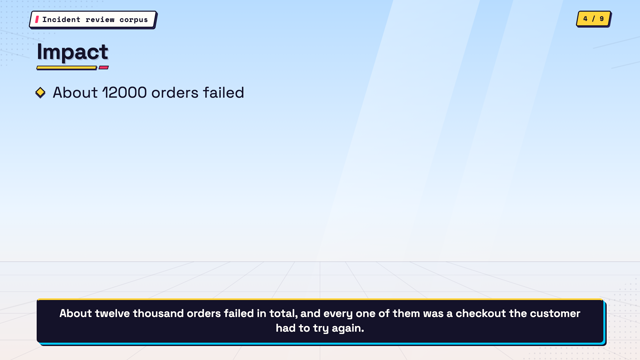 Incident review corpus
4 / 9
Impact
About 12000 orders failed
About twelve thousand orders failed in total, and every one of them was a checkout the customer
had to try again.